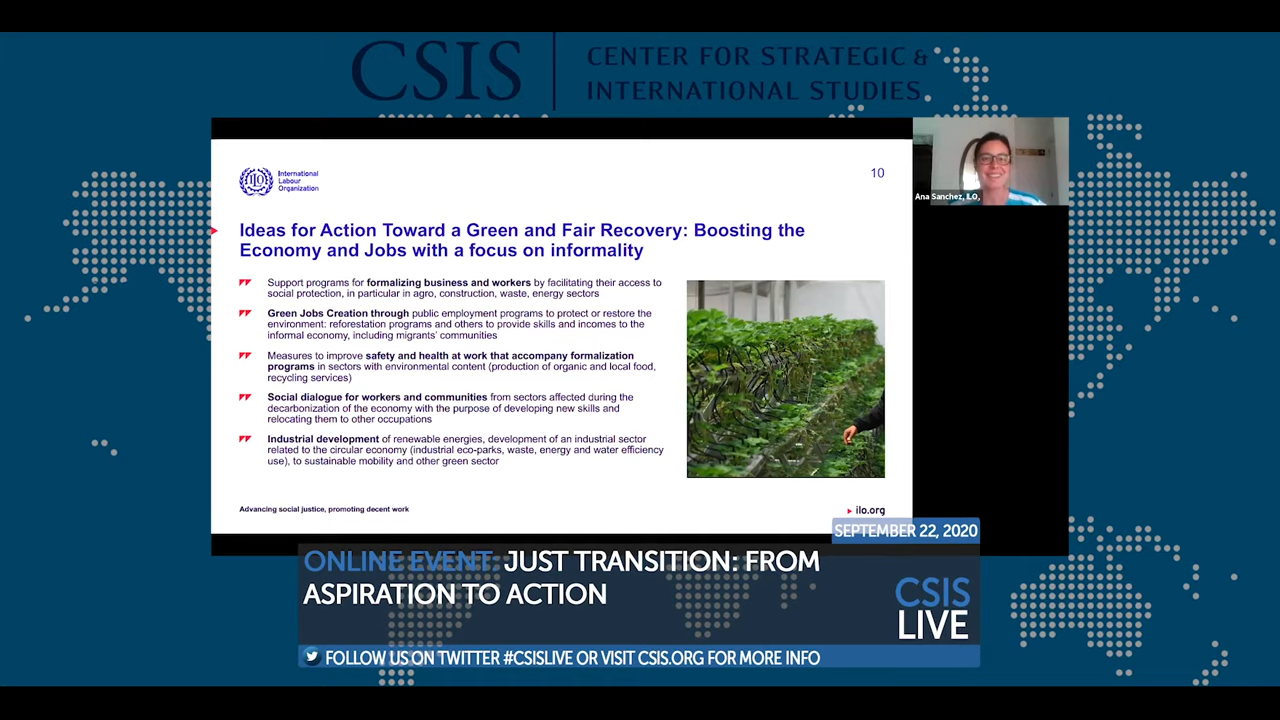 CSIS
CENTER FOR STRATEGIC &
INTERNATIONAL STUDIES
International
Labour
Organization
10
Ana Sanchez, ILO,
Ideas for Action Toward a Green and Fair Recovery: Boosting the
Economy and Jobs with a focus on informality
Support programs for formalizing business and workers by facilitating their access to
social protection, in particular in agro, construction, waste, energy sectors
Green Jobs Creation through public employment programs to protect or restore the
environment: reforestation programs and others to provide skills and incomes to the
informal economy, including migrants' communities
Measures to improve safety and health at work that accompany formalization
programs in sectors with environmental content (production of organic and local food,
recycling services)
Social dialogue for workers and communities from sectors affected during the
decarbonization of the economy with the purpose of developing new skills and
relocating them to other occupations
Industrial development of renewable energies, development of an industrial sector
related to the circular economy (industrial eco-parks, waste, energy and water efficiency
use), to sustainable mobility and other green sector
Advancing social justice, promoting decent work
ilo.org
SEPTEMBER 22, 2020
ONLINE EVENT: JUST TRANSITION: FROM
ASPIRATION TO ACTION
CSIS
LIVE
FOLLOW US ON TWITTER #CSISLIVE OR VISIT CSIS.ORG FOR MORE INFO